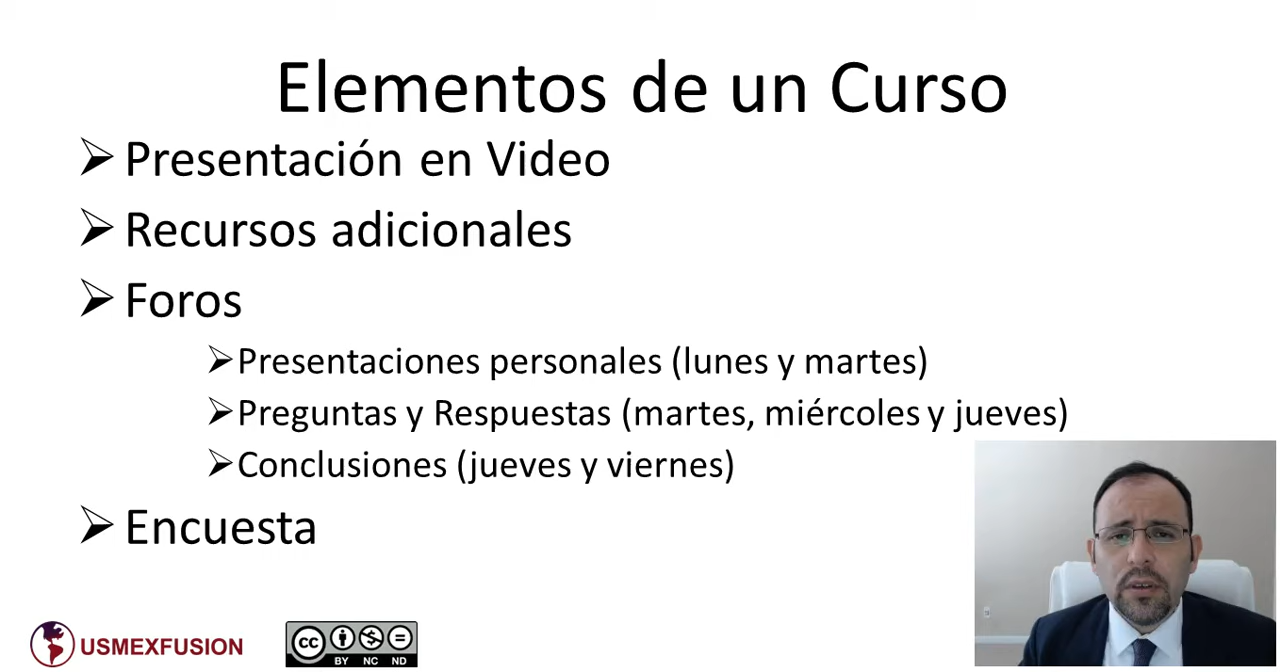 Elementos de un Curso
Presentación en Video
Recursos adicionales
Foros
Presentaciones personales (lunes y martes)
Preguntas y Respuestas (martes, miércoles y jueves)
Conclusiones (jueves y viernes)
Encuesta
USMEXFUSION
cc
BY NC ND